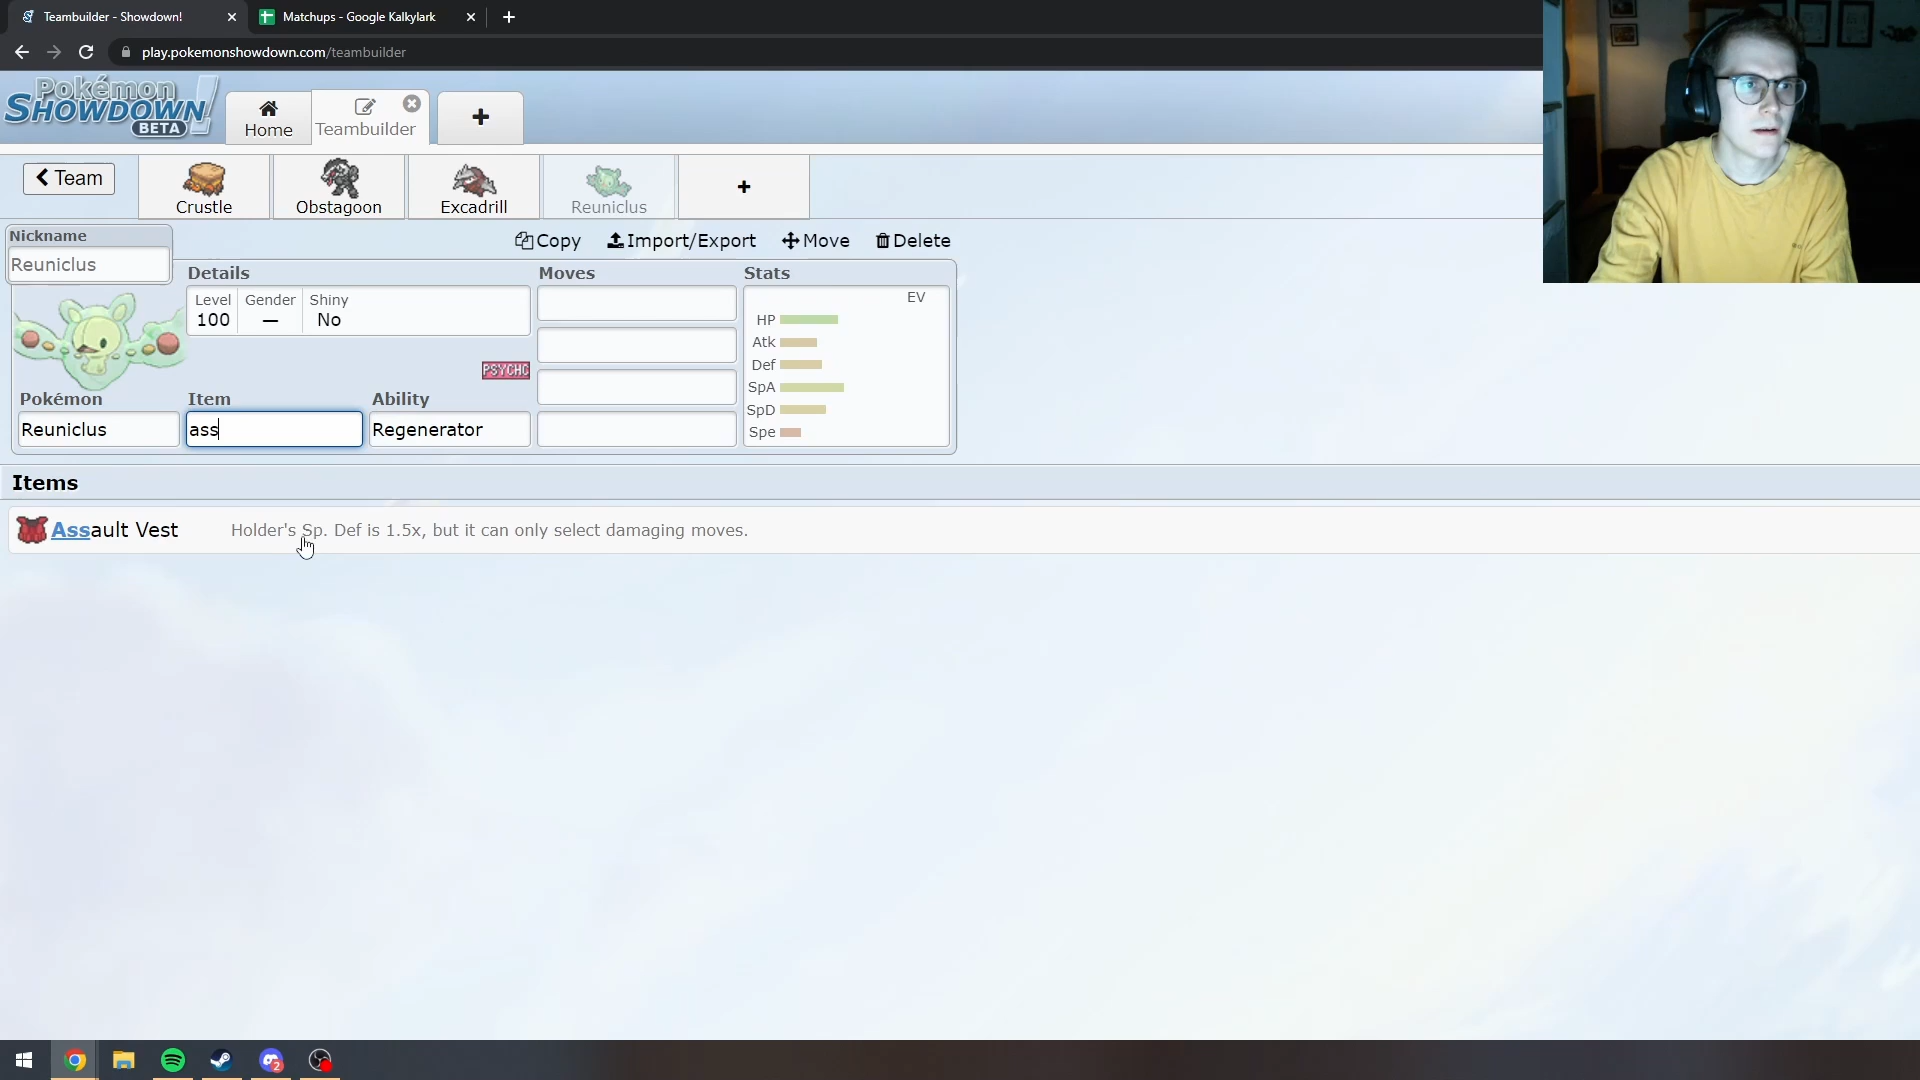 Teambuilder - Showdown!
Matchups - Google Kalkylark
play.pokemonshowdown.com/teambuilder
Pokémon
SHOWDOWN!
BETA
Home
Teambuilder
Team
Crustle
Obstagoon
Excadrill
Reuniclus
Nickname
Reuniclus
Copy
Import/Export
Move
Delete
Details
Moves
Stats
Level
Gender
Shiny
100
—
No
EV
HP
Atk
Def
SpA
SpD
Spe
PSYCHC
Pokémon
Item
Ability
Reuniclus
ass
Regenerator
Items
Assault Vest
Holder's Sp. Def is 1.5x, but it can only select damaging moves.
2